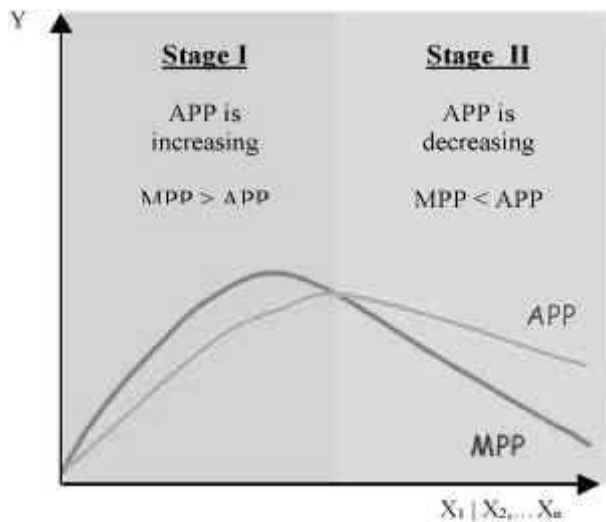 Y
Stage I
APP is
increasing
MPP > APP
Stage II
APP is
decreasing
MPP < APP
APP
MPP
X₁ | X₂,... Xₙ